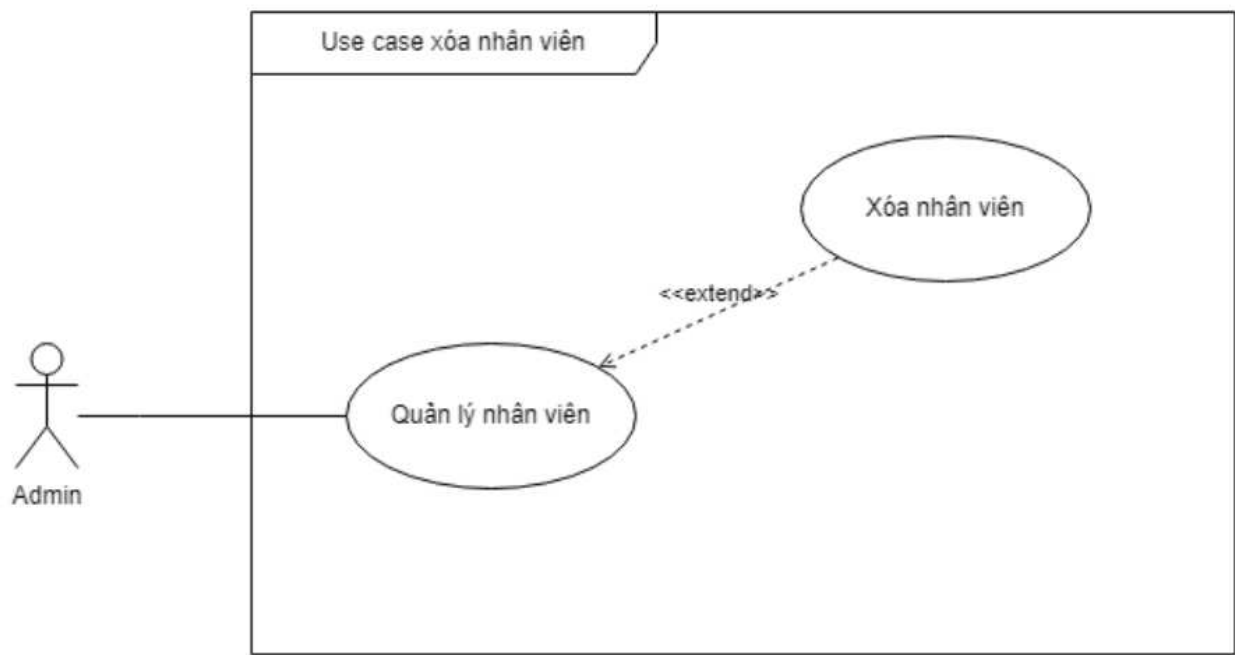 Use case xóa nhân viên
Xóa nhân viên
<<extend>>
Quản lý nhân viên
Admin